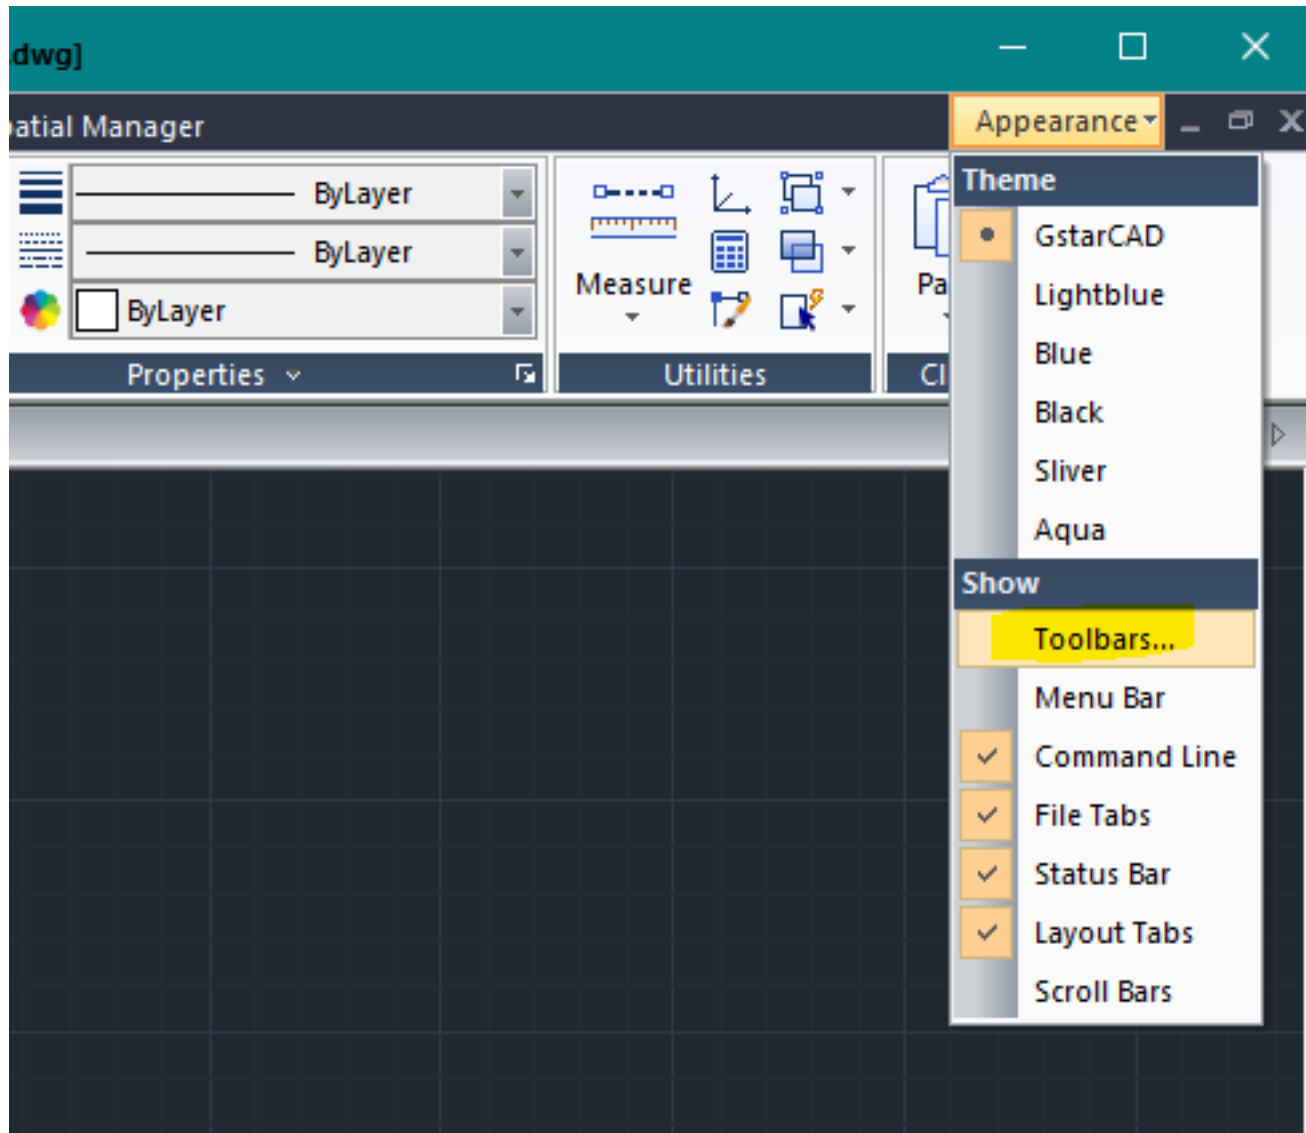 dwg]
patial Manager
Appearance
ByLayer
ByLayer
ByLayer
Measure
Pa
Properties
Utilities
Cl
Theme
GstarCAD
Lightblue
Blue
Black
Sliver
Aqua
Show
Toolbars...
Menu Bar
Command Line
File Tabs
Status Bar
Layout Tabs
Scroll Bars